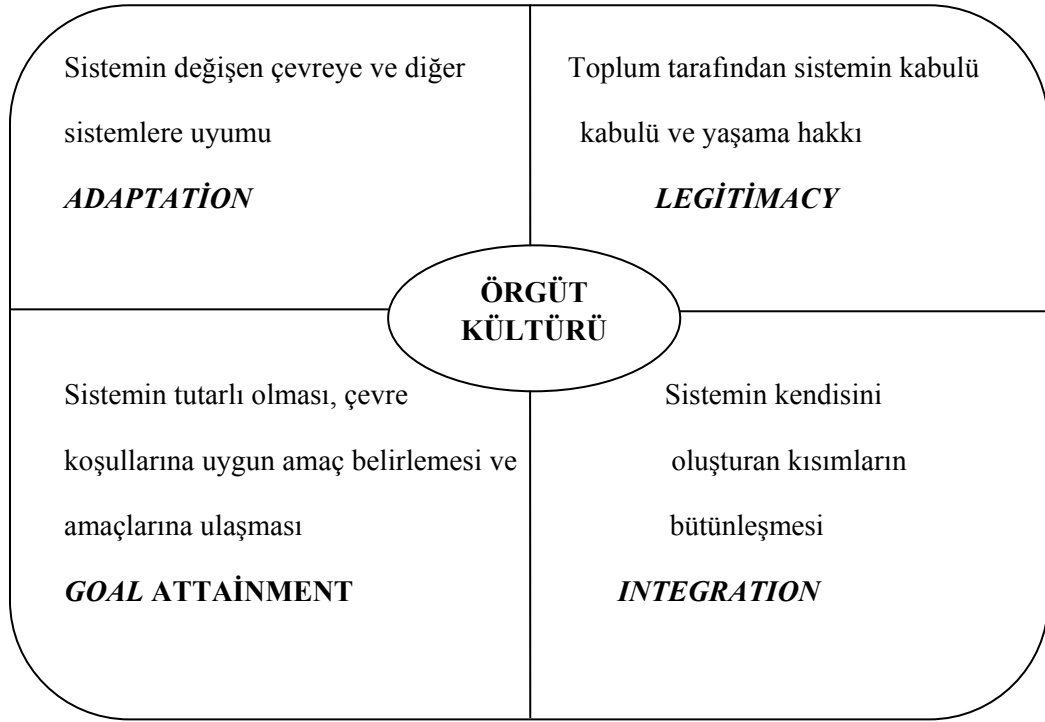 Sistemin değişen çevreye ve diğer
sistemlere uyumu
ADAPTATİON
Toplum tarafından sistemin kabulü
kabulü ve yaşama hakkı
LEGİTİMACY
ÖRGÜT
KÜLTÜRÜ
Sistemin tutarlı olması, çevre
koşullarına uygun amaç belirlemesi ve
amaçlarına ulaşması
GOAL ATTAİNMENT
Sistemin kendisini
oluşturan kısımların
bütünleşmesi
INTEGRATION